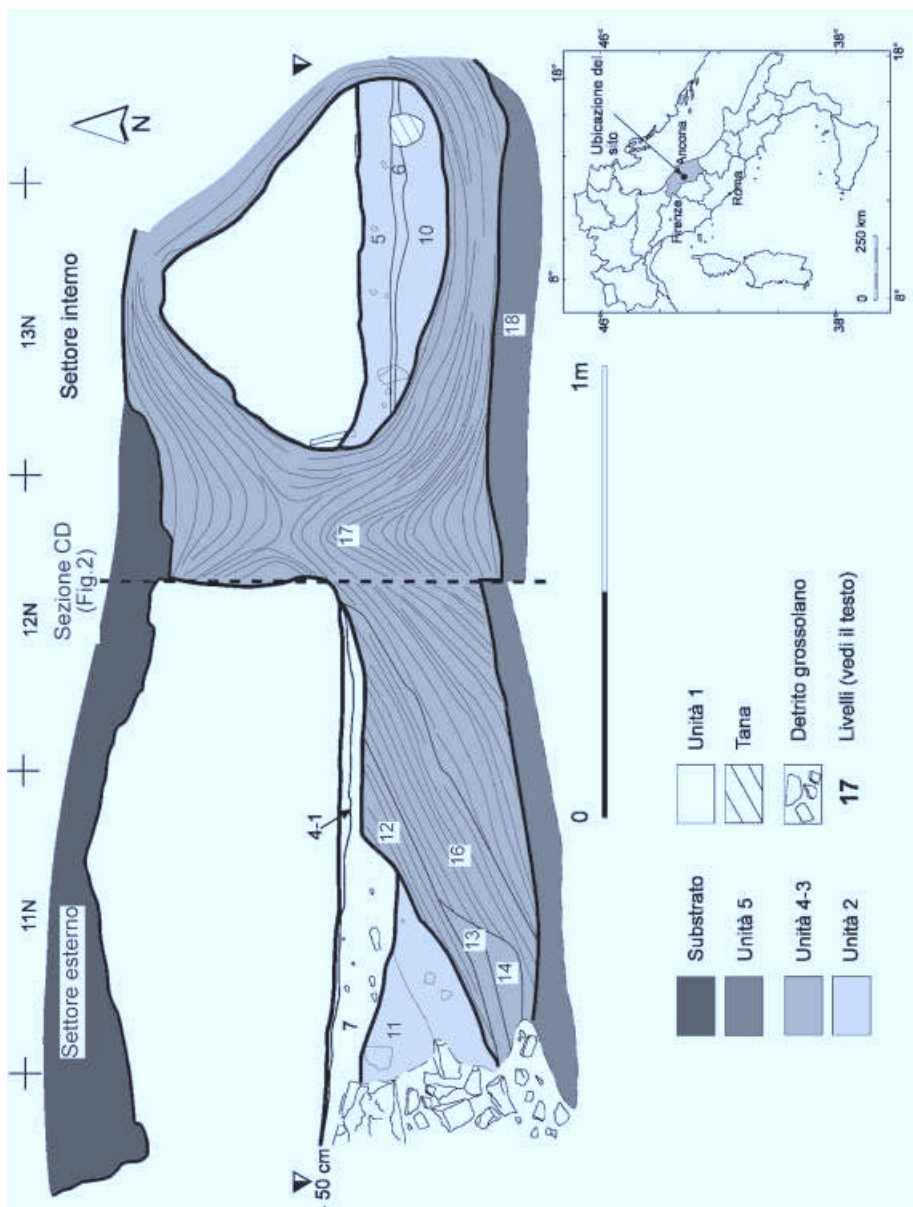 11N
12N
13N
Settore esterno
Sezione CD
(Fig.2)
Settore interno
N
- 50 cm
7
4-1
11
12
13
14
16
17
5
6
10
18
0
1m
Substrato
Unità 5
Unità 4-3
Unità 2
Unità 1
Tana
Detrito grossolano
17 Livelli (vedi il testo)
8°
18°
46°
46°
Ubicazione del
sito
Firenze
Ancona
Roma
38°
38°
0 250 km
8°
18°